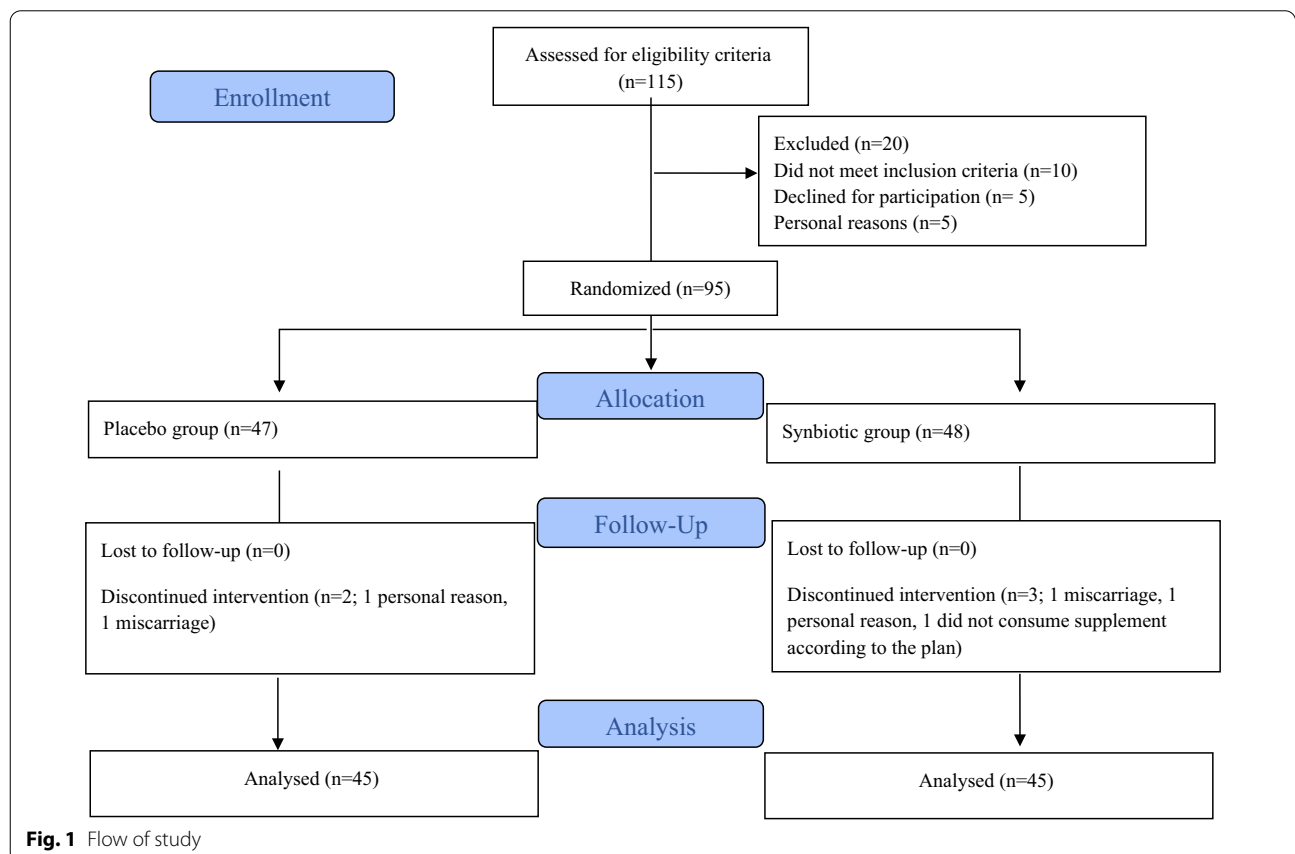 Assessed for eligibility criteria
(n=115)
Enrollment
Excluded (n=20)
Did not meet inclusion criteria (n=10)
Declined for participation (n= 5)
Personal reasons (n=5)
Randomized (n=95)
Allocation
Placebo group (n=47)
Synbiotic group (n=48)
Follow-Up
Lost to follow-up (n=0)
Discontinued intervention (n=2; 1 personal reason,
1 miscarriage)
Lost to follow-up (n=0)
Discontinued intervention (n=3; 1 miscarriage, 1
personal reason, 1 did not consume supplement
according to the plan)
Analysis
Analysed (n=45)
Analysed (n=45)
Fig. 1 Flow of study